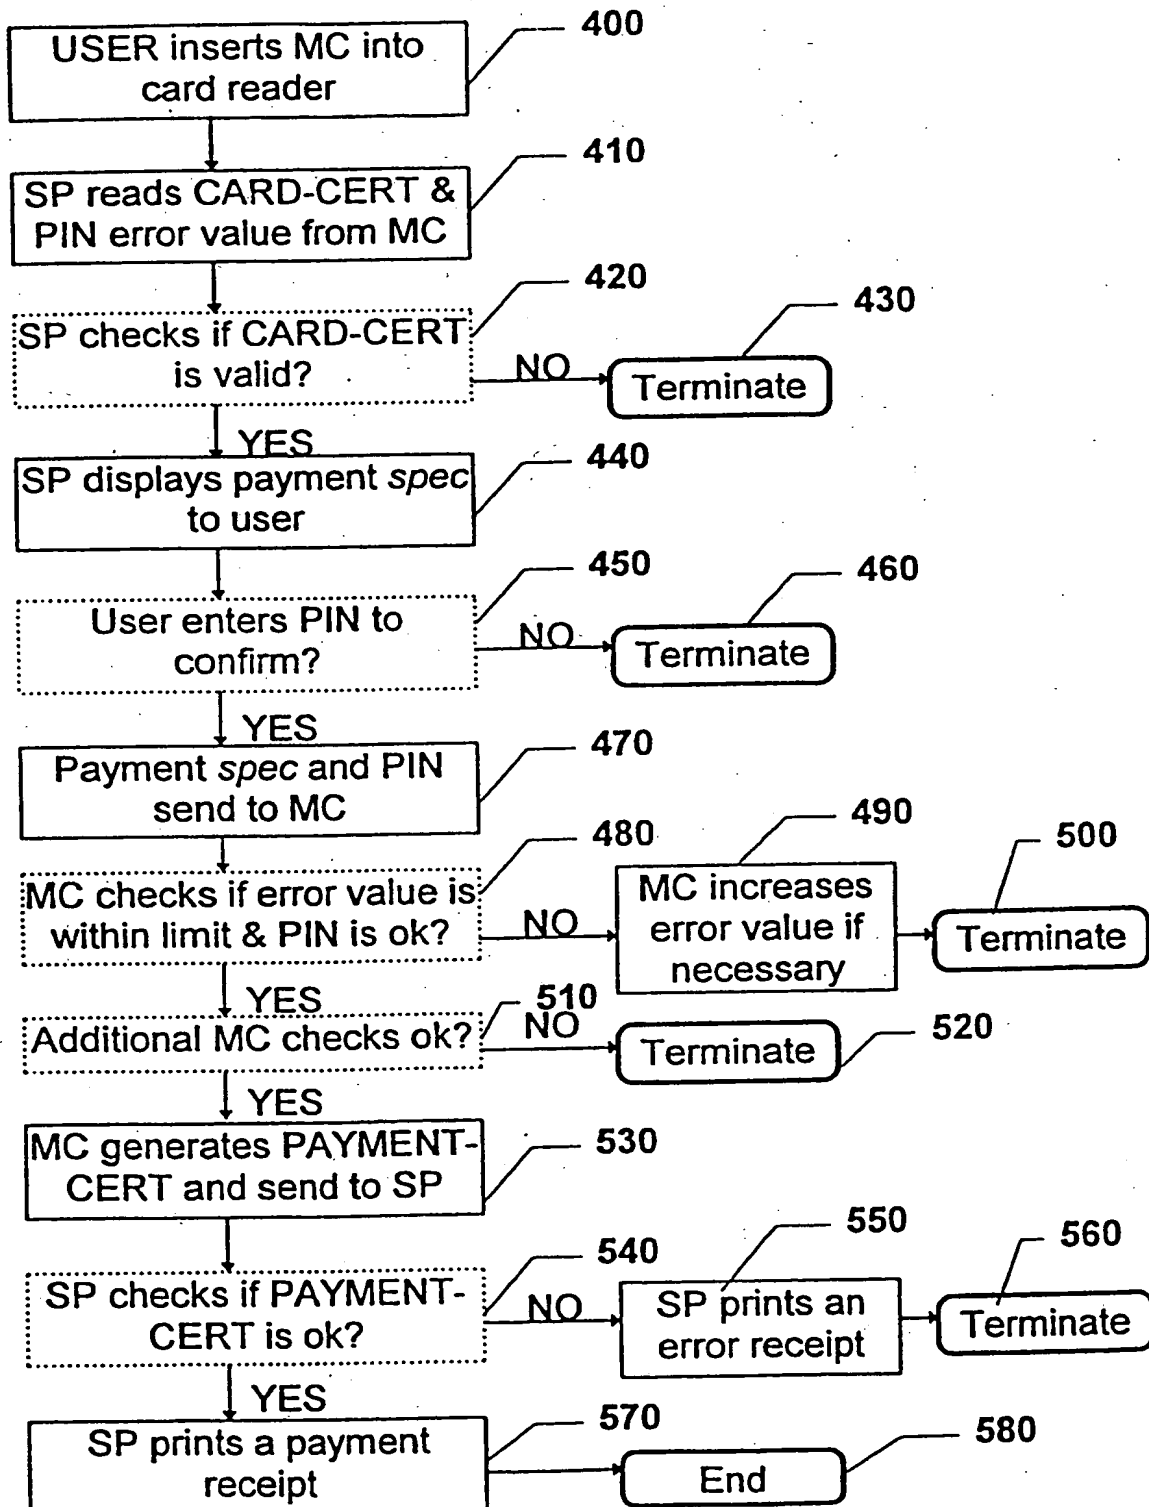 400
USER inserts MC into
card reader
410
SP reads CARD-CERT &
PIN error value from MC
420
SP checks if CARD-CERT
is valid?
NO
430
Terminate
YES
440
SP displays payment spec
to user
450
User enters PIN to
confirm?
NO
460
Terminate
YES
470
Payment spec and PIN
send to MC
480
MC checks if error value is
within limit & PIN is ok?
NO
490
MC increases
error value if
necessary
500
Terminate
YES
510
Additional MC checks ok?
NO
Terminate
520
YES
MC generates PAYMENT-
CERT and send to SP
530
540
SP checks if PAYMENT-
CERT is ok?
NO
550
SP prints an
error receipt
560
Terminate
YES
570
SP prints a payment
receipt
End
580